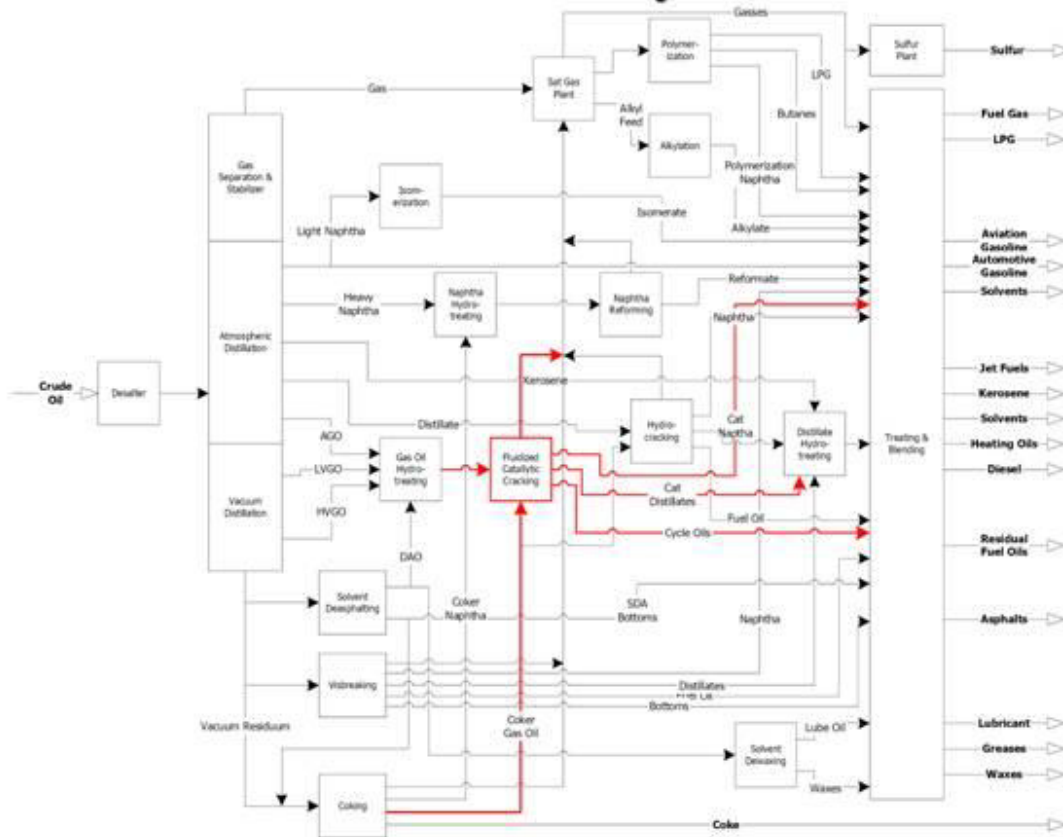 Gasses
Polymer-
ization
Sulfur
Plant
Sulfur
Sat Gas
Plant
LPG
Gas
Alkyl
Feed
Butanes
Fuel Gas
LPG
Alkylation
Gas
Separation &
Stabilizer
Polymerization
Naphtha
Isom-
erization
Isomerate
Light Naphtha
Alkylate
Aviation
Gasoline
Automotive
Gasoline
Reformate
Heavy
Naphtha
Naphtha
Hydro-
treating
Naphtha
Reforming
Solvents
Naphtha
Atmospheric
Distillation
Crude
Oil
Desalter
Kerosene
Jet Fuels
Kerosene
Distillate
Hydro-
cracking
Cat
Naptha
Distillate
Hydro-
treating
Treating &
Blending
Solvents
Heating Oils
Diesel
AGO
LVGO
HVGO
Gas Oil
Hydro-
treating
Fluidized
Catallytic
Cracking
Vacuum
Distillation
Cat
Distillates
Fuel Oil
Cycle Oils
Residual
Fuel Oils
DAO
Solvent
Deasphalting
Coker
Naphtha
SDA
Bottoms
Naphtha
Asphalts
Visbreaking
Distillates
Bottoms
Vacuum Residuum
Coker
Gas Oil
Lube Oil
Solvent
Dewaxing
Waxes
Lubricant
Greases
Waxes
Coking
Coke